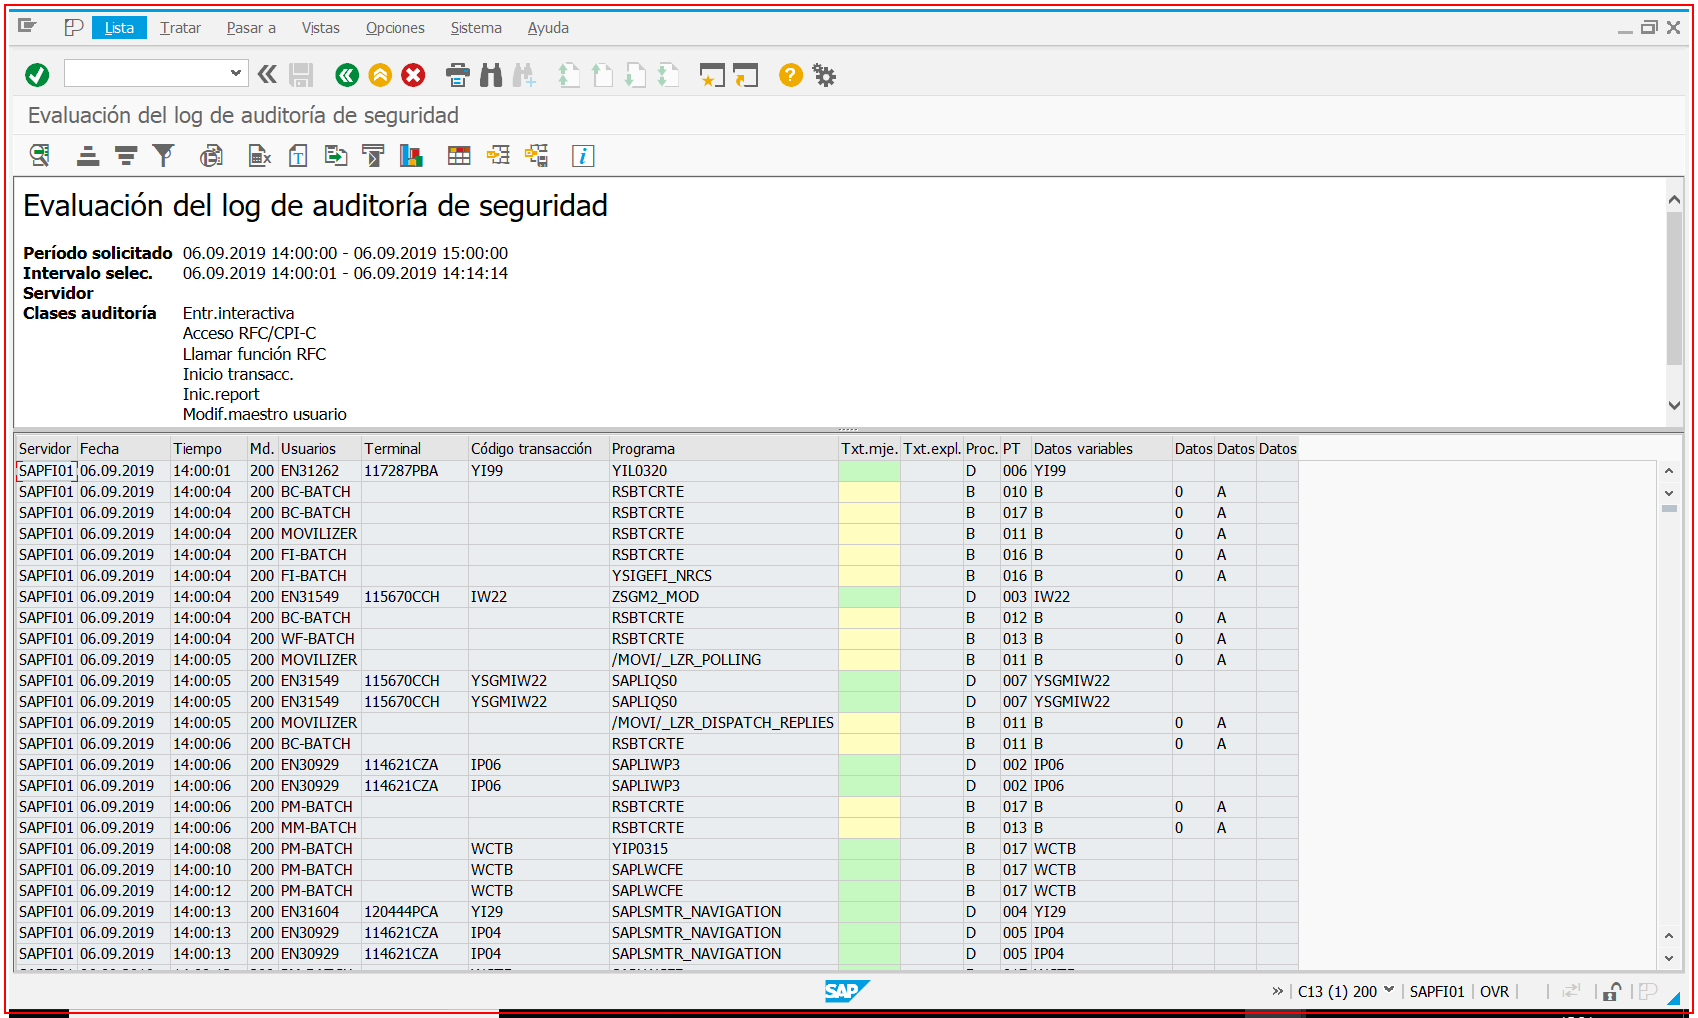 Lista Tratar Pasar a Vistas Opciones Sistema Ayuda
Evaluación del log de auditoría de seguridad
Evaluación del log de auditoría de seguridad
Período solicitado 06.09.2019 14:00:00 - 06.09.2019 15:00:00
Intervalo selec. 06.09.2019 14:00:01 - 06.09.2019 14:14:14
Servidor
Clases auditoría Entr.interactiva
Acceso RFC/CPI-C
Llamar función RFC
Inicio transacc.
Inic.report
Modif.maestro usuario
Servidor Fecha Tiempo Md. Usuarios Terminal Código transacción Programa Txt.mje. Txt.expl. Proc. PT Datos variables Datos Datos Datos
SAPFI01 06.09.2019 14:00:01 200 EN31262 117287PBA YI99 YIL0320 D 006 YI99
SAPFI01 06.09.2019 14:00:04 200 BC-BATCH RSBTCRTE B 010 B 0 A
SAPFI01 06.09.2019 14:00:04 200 BC-BATCH RSBTCRTE B 017 B 0 A
SAPFI01 06.09.2019 14:00:04 200 MOVILIZER RSBTCRTE B 011 B 0 A
SAPFI01 06.09.2019 14:00:04 200 FI-BATCH RSBTCRTE B 016 B 0 A
SAPFI01 06.09.2019 14:00:04 200 FI-BATCH YSIGEFI_NRCS B 016 B 0 A
SAPFI01 06.09.2019 14:00:04 200 EN31549 115670CCH IW22 ZSGM2_MOD D 003 IW22
SAPFI01 06.09.2019 14:00:04 200 BC-BATCH RSBTCRTE B 012 B 0 A
SAPFI01 06.09.2019 14:00:04 200 WF-BATCH RSBTCRTE B 013 B 0 A
SAPFI01 06.09.2019 14:00:05 200 MOVILIZER /MOVI/_LZR_POLLING B 011 B 0 A
SAPFI01 06.09.2019 14:00:05 200 EN31549 115670CCH YSGMIW22 SAPLIQS0 D 007 YSGMIW22
SAPFI01 06.09.2019 14:00:05 200 EN31549 115670CCH YSGMIW22 SAPLIQS0 D 007 YSGMIW22
SAPFI01 06.09.2019 14:00:05 200 MOVILIZER /MOVI/_LZR_DISPATCH_REPLIES B 011 B 0 A
SAPFI01 06.09.2019 14:00:06 200 BC-BATCH RSBTCRTE B 011 B 0 A
SAPFI01 06.09.2019 14:00:06 200 EN30929 114621CZA IP06 SAPLIWP3 D 002 IP06
SAPFI01 06.09.2019 14:00:06 200 EN30929 114621CZA IP06 SAPLIWP3 D 002 IP06
SAPFI01 06.09.2019 14:00:06 200 PM-BATCH RSBTCRTE B 017 B 0 A
SAPFI01 06.09.2019 14:00:06 200 MM-BATCH RSBTCRTE B 013 B 0 A
SAPFI01 06.09.2019 14:00:08 200 PM-BATCH WCTB YIP0315 B 017 WCTB
SAPFI01 06.09.2019 14:00:10 200 PM-BATCH WCTB SAPLWCFE B 017 WCTB
SAPFI01 06.09.2019 14:00:12 200 PM-BATCH WCTB SAPLWCFE B 017 WCTB
SAPFI01 06.09.2019 14:00:13 200 EN31604 120444PCA YI29 SAPLSMTR_NAVIGATION D 004 YI29
SAPFI01 06.09.2019 14:00:13 200 EN30929 114621CZA IP04 SAPLSMTR_NAVIGATION D 005 IP04
SAPFI01 06.09.2019 14:00:13 200 EN30929 114621CZA IP04 SAPLSMTR_NAVIGATION D 005 IP04
SAP C13 (1) 200 SAPFI01 OVR